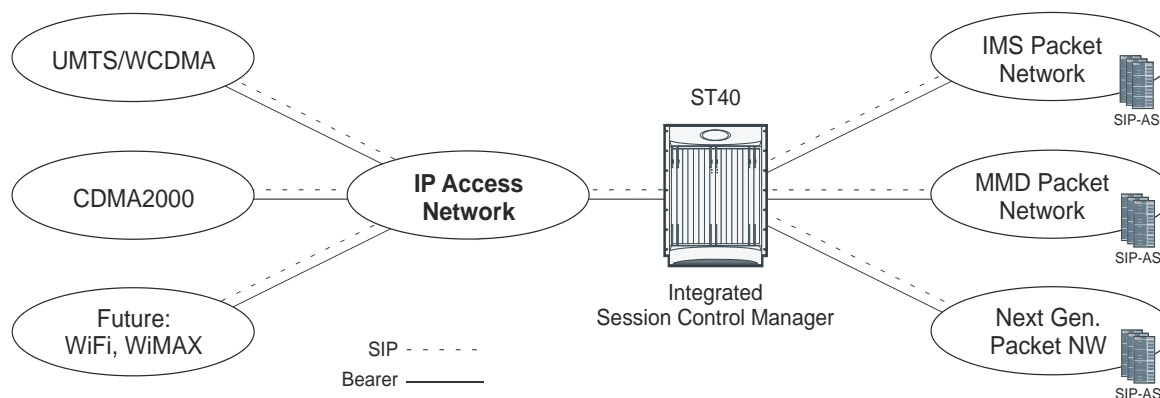 UMTS/WCDMA
CDMA2000
Future:
WiFi, WiMAX
IP Access
Network
ST40
Integrated
Session Control Manager
IMS Packet
Network
SIP-AS
MMD Packet
Network
SIP-AS
Next Gen.
Packet NW
SIP-AS
SIP
Bearer